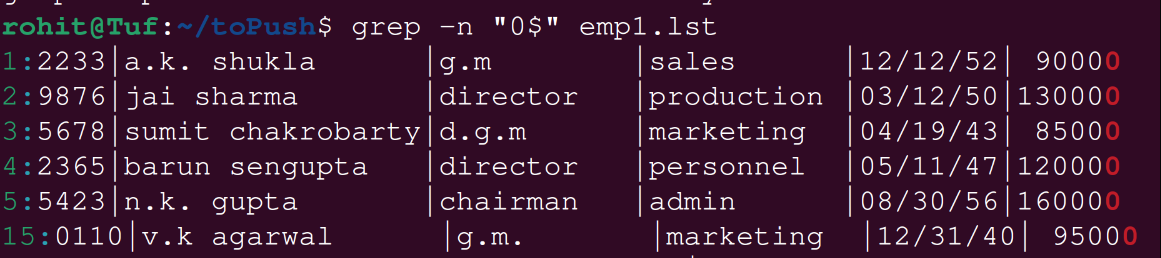 rohit@Tuf:~/toPush$ grep -n "0$" emp1.lst
1:2233|a.k. shukla      |g.m       |sales      |12/12/52| 90000
2:9876|jai sharma       |director  |production |03/12/50|130000
3:5678|sumit chakrobarty|d.g.m     |marketing  |04/19/43| 85000
4:2365|barun sengupta   |director  |personnel  |05/11/47|120000
5:5423|n.k. gupta       |chairman  |admin      |08/30/56|160000
15:0110|v.k agarwal      |g.m.      |marketing  |12/31/40| 95000